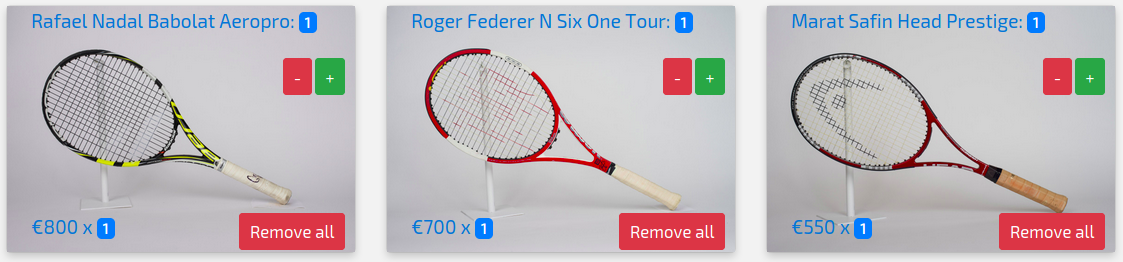 Rafael Nadal Babolat Aeropro: 1
- +
€800 x 1
Remove all
Roger Federer N Six One Tour: 1
- +
€700 x 1
Remove all
Marat Safin Head Prestige: 1
- +
€550 x 1
Remove all